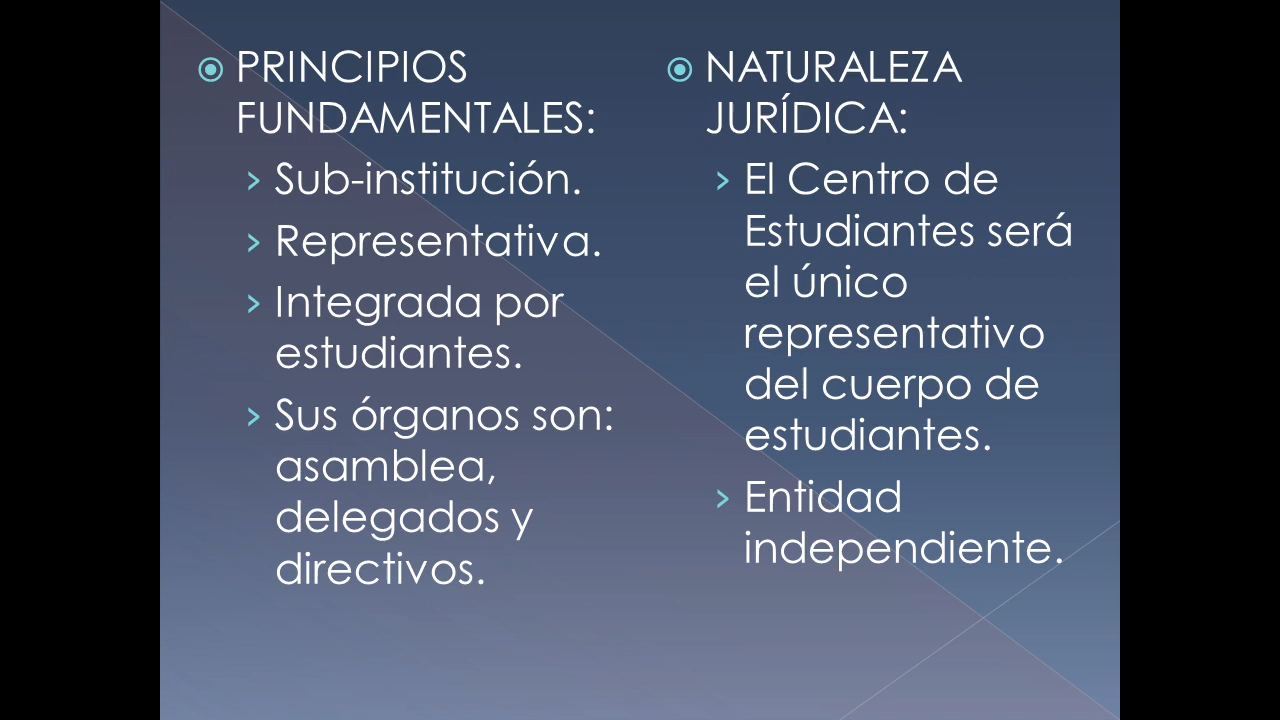 PRINCIPIOS
FUNDAMENTALES:
Sub-institución.
Representativa.
Integrada por
estudiantes.
Sus órganos son:
asamblea,
delegados y
directivos.
NATURALEZA
JURÍDICA:
El Centro de
Estudiantes será
el único
representativo
del cuerpo de
estudiantes.
Entidad
independiente.